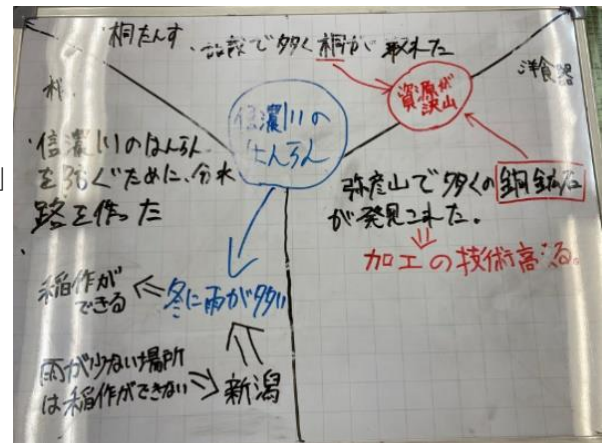 桐たんす
で多く桐が取れた
洋食器
米
資源が
沢山
信濃川の
はんらん
・信濃川のはんらん
を防ぐために、分水
路を作った
弥彦山で多くの銅鉱石
が発見された。
加工の技術高まる。
稲作が
できる
冬に雨が多い
雨が少ない場所
は稲作ができない
新潟